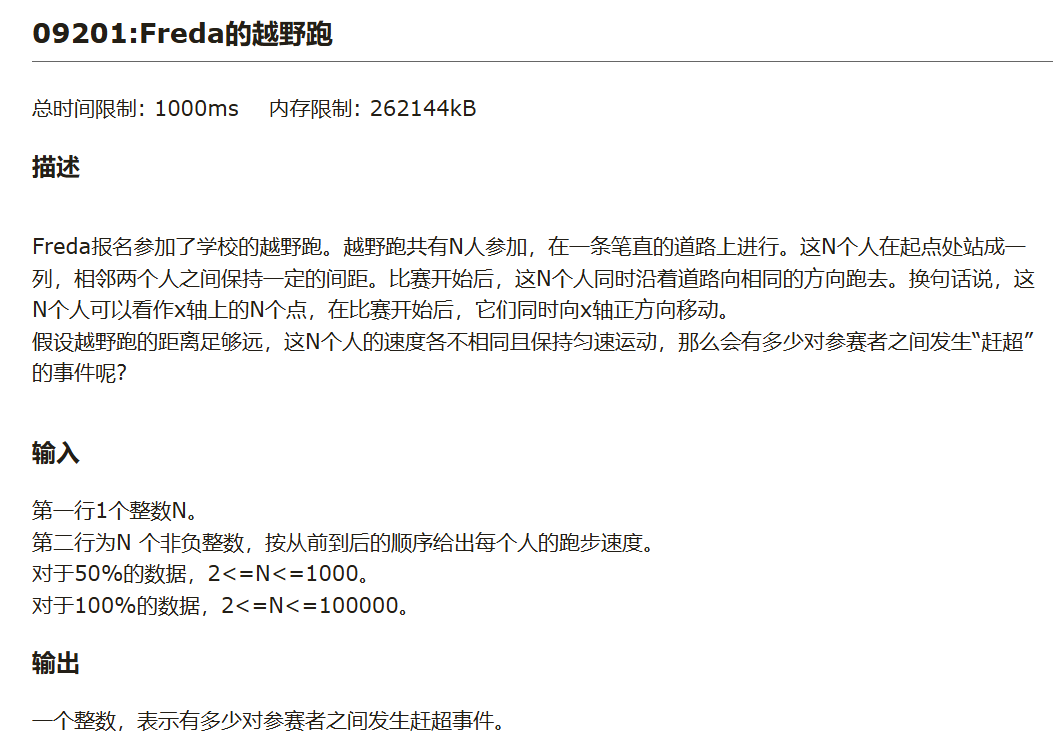 09201:Freda的越野跑
总时间限制: 1000ms 内存限制: 262144kB
描述
Freda报名参加了学校的越野跑。越野跑共有N人参加，在一条笔直的道路上进行。这N个人在起点处站成一
列，相邻两个人之间保持一定的间距。比赛开始后，这N个人同时沿着道路向相同的方向跑去。换句话说，这
N个人可以看作x轴上的N个点，在比赛开始后，它们同时向x轴正方向移动。
假设越野跑的距离足够远，这N个人的速度各不相同且保持匀速运动，那么会有多少对参赛者之间发生“赶超”
的事件呢?
输入
第一行1个整数N。
第二行为N 个非负整数，按从前到后的顺序给出每个人的跑步速度。
对于50%的数据，2<=N<=1000。
对于100%的数据，2<=N<=100000。
输出
一个整数，表示有多少对参赛者之间发生赶超事件。